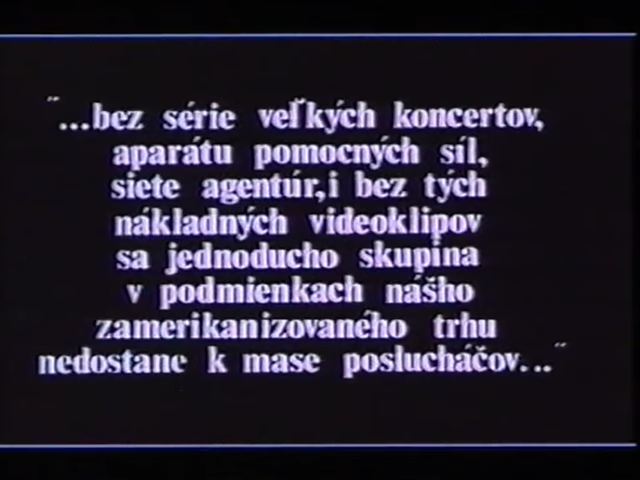 "...bez série veľkých koncertov,
aparátu pomocných síl,
siete agentúr,i bez tých
nákladných videoklipov
sa jednoducho skupina
v podmienkach nášho
zamerikanizovaného trhu
nedostane k mase poslucháčov..."